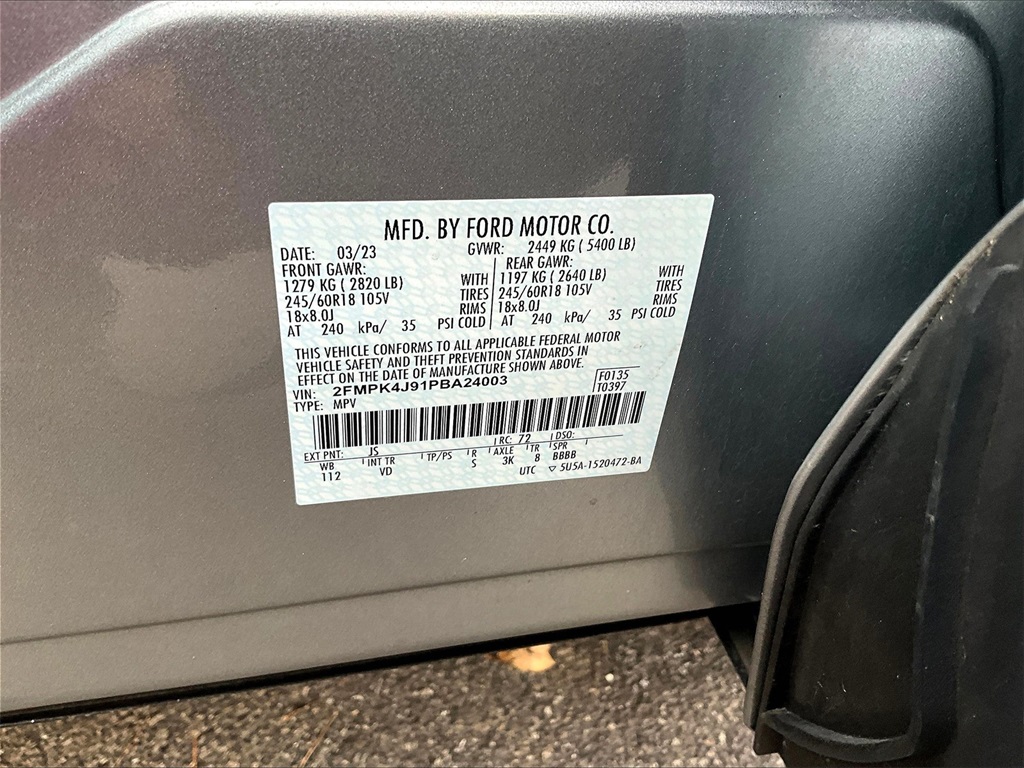 MFD. BY FORD MOTOR CO.
DATE: 03/23 GVWR: 2449 KG ( 5400 LB)
FRONT GAWR: REAR GAWR:
1279 KG ( 2820 LB) WITH 1197 KG ( 2640 LB) WITH
245/60R18 105V TIRES 245/60R18 105V TIRES
18x8.0J RIMS 18x8.0J RIMS
AT 240 kPa/ 35 PSI COLD AT 240 kPa/ 35 PSI COLD
THIS VEHICLE CONFORMS TO ALL APPLICABLE FEDERAL MOTOR
VEHICLE SAFETY AND THEFT PREVENTION STANDARDS IN
EFFECT ON THE DATE OF MANUFACTURE SHOWN ABOVE.
VIN: 2FMPK4J91PBA24003 F0135
TYPE: MPV T0397
EXT PNT: JS RC: 72 DSO:
WB INT TR TP/PS R AXLE TR SPR
112 VD S 3K 8 BBBB
UTC ▽ 5U5A-1520472-BA